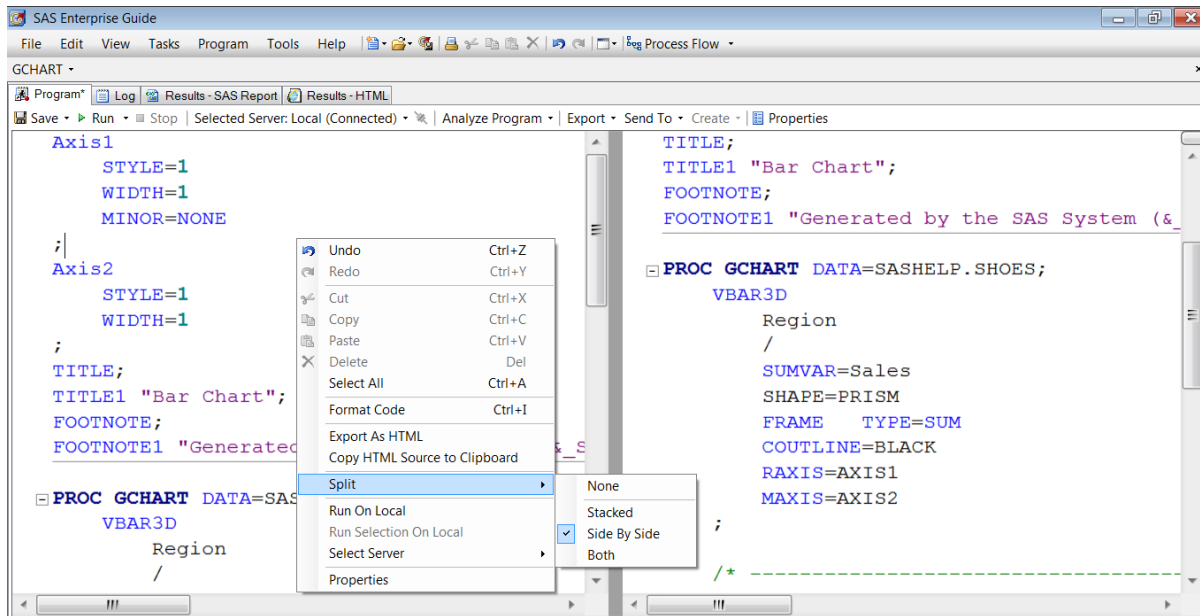 SAS Enterprise Guide
File Edit View Tasks Program Tools Help Process Flow
GCHART
Program* Log Results - SAS Report Results - HTML
Save Run Stop Selected Server: Local (Connected) Analyze Program Export Send To Create Properties
Axis1
STYLE=1
WIDTH=1
MINOR=NONE
;
Axis2
STYLE=1
WIDTH=1
;
TITLE;
TITLE1 "Bar Chart";
FOOTNOTE;
FOOTNOTE1 "Generated &_S
PROC GCHART DATA=SAS
VBAR3D
Region
/
Undo Ctrl+Z
Redo Ctrl+Y
Cut Ctrl+X
Copy Ctrl+C
Paste Ctrl+V
Delete Del
Select All Ctrl+A
Format Code Ctrl+I
Export As HTML
Copy HTML Source to Clipboard
Split
Run On Local
Run Selection On Local
Select Server
Properties
None
Stacked
Side By Side
Both
TITLE;
TITLE1 "Bar Chart";
FOOTNOTE;
FOOTNOTE1 "Generated by the SAS System (&_
PROC GCHART DATA=SASHELP.SHOES;
VBAR3D
Region
/
SUMVAR=Sales
SHAPE=PRISM
FRAME TYPE=SUM
COUTLINE=BLACK
RAXIS=AXIS1
MAXIS=AXIS2
;
/* -----------------------------------